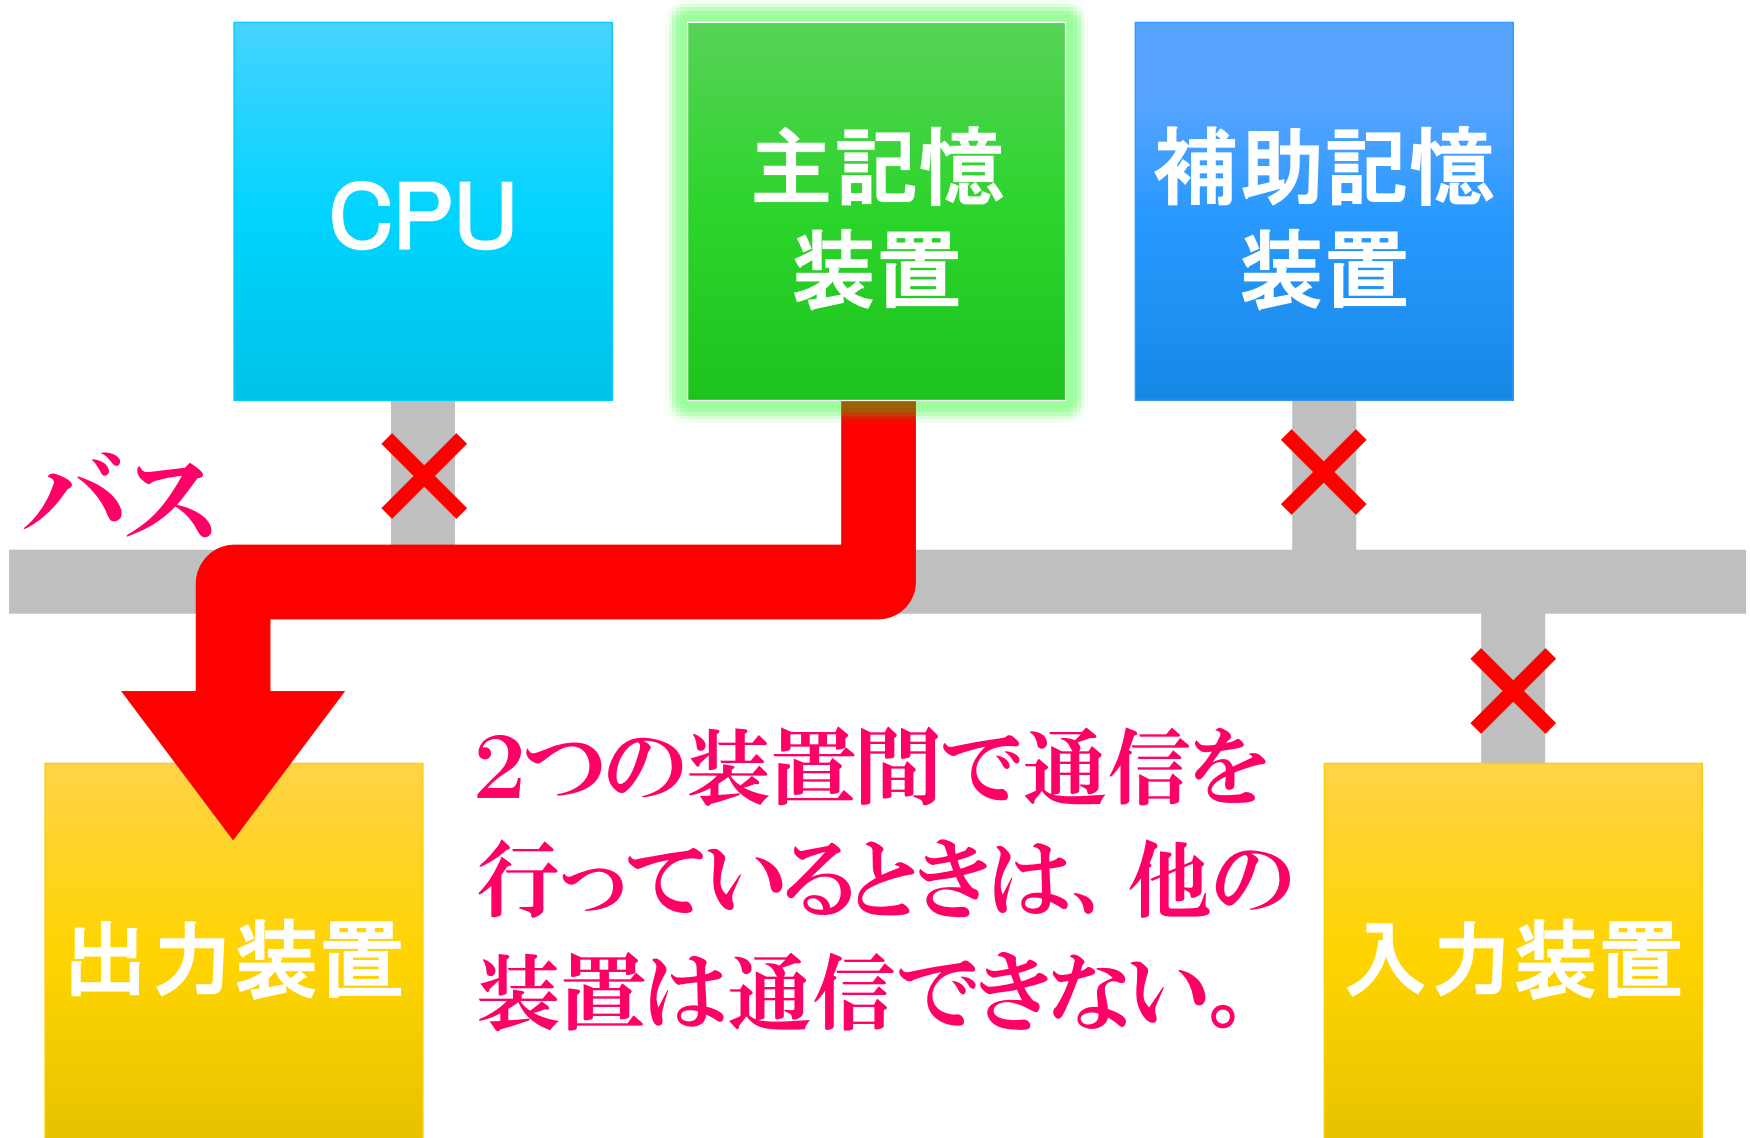 CPU
主記憶
装置
補助記憶
装置
バス
2つの装置間で通信を
行っているときは、他の
装置は通信できない。
出力装置
入力装置